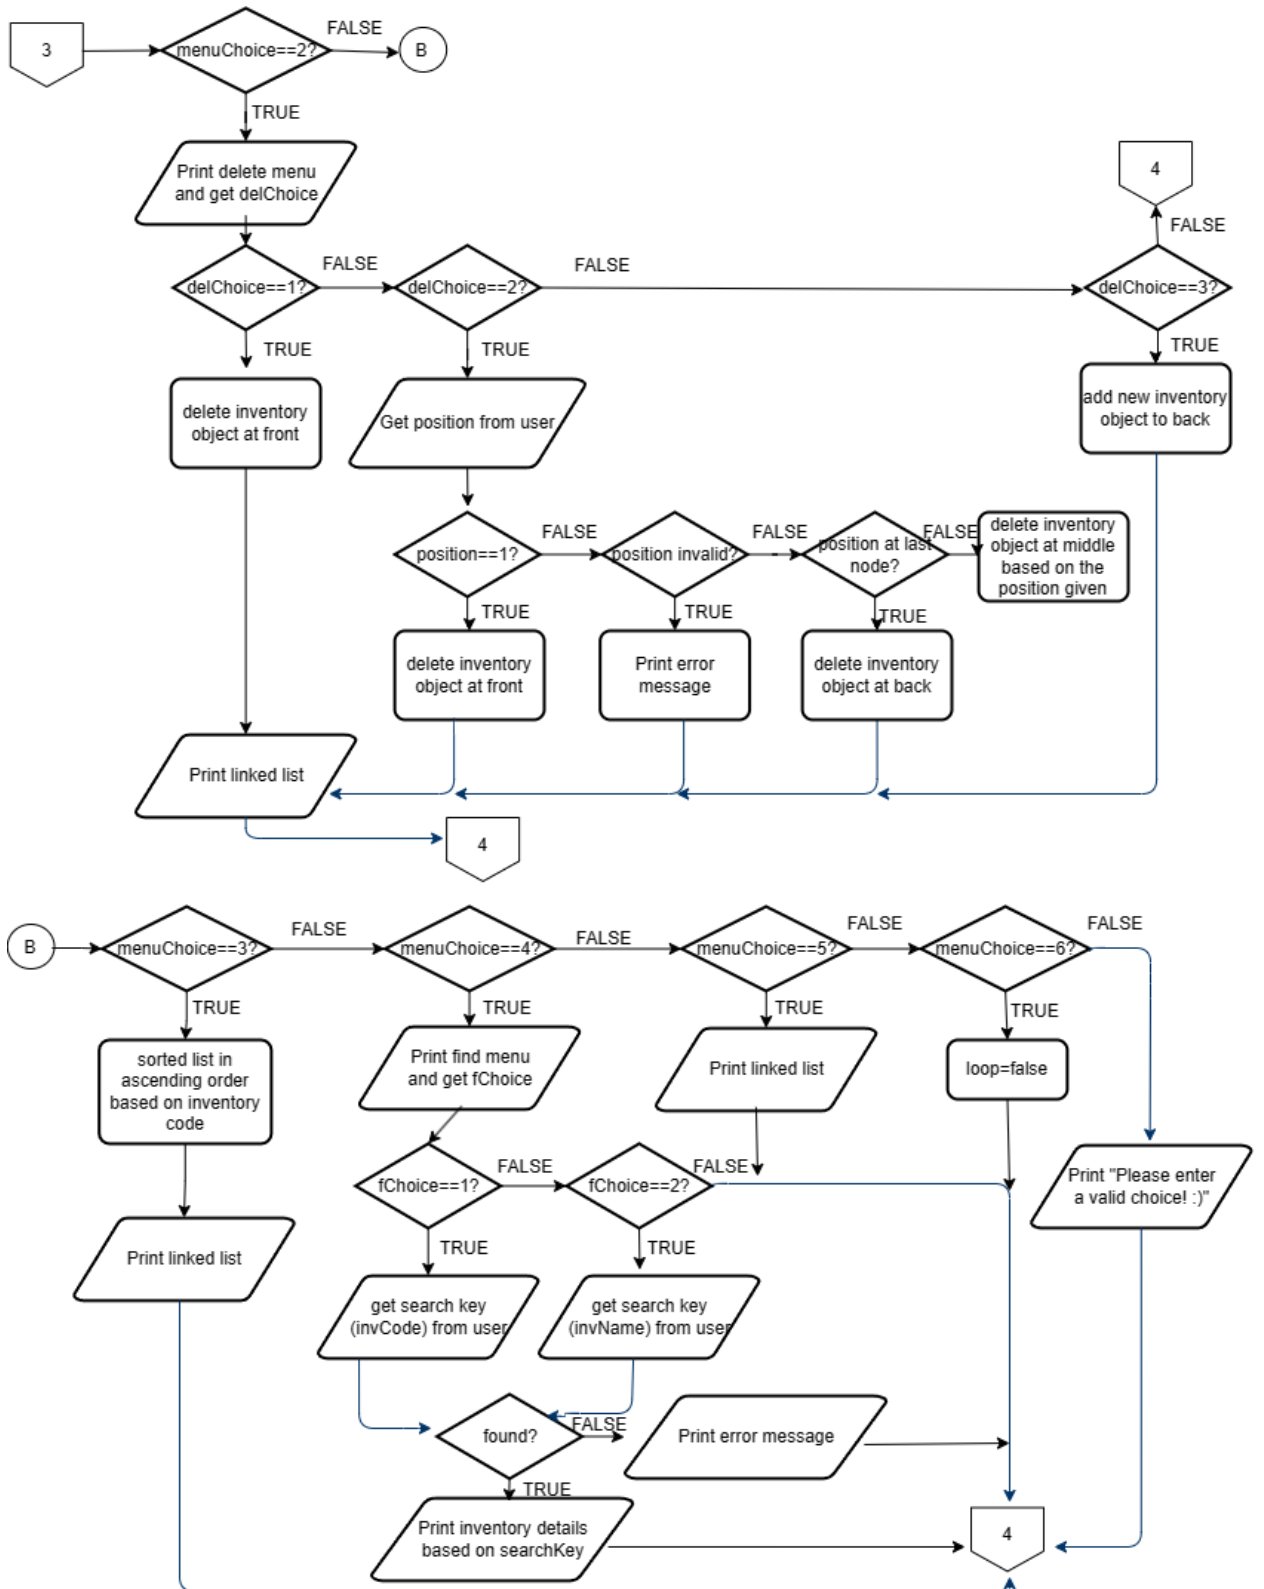 3
menuChoice==2?
FALSE
B
TRUE
Print delete menu
and get delChoice
4
FALSE
delChoice==1?
FALSE
delChoice==2?
FALSE
delChoice==3?
TRUE
TRUE
TRUE
delete inventory
object at front
Get position from user
add new inventory
object to back
position==1?
FALSE
position invalid?
FALSE
position at last
node?
FALSE
delete inventory
object at middle
based on the
position given
TRUE
TRUE
TRUE
delete inventory
object at front
Print error
message
delete inventory
object at back
Print linked list
4
B
menuChoice==3?
FALSE
menuChoice==4?
FALSE
menuChoice==5?
FALSE
menuChoice==6?
FALSE
TRUE
TRUE
TRUE
TRUE
sorted list in
ascending order
based on inventory
code
Print find menu
and get fChoice
Print linked list
loop=false
fChoice==1?
FALSE
fChoice==2?
FALSE
Print "Please enter
a valid choice! :)"
TRUE
TRUE
Print linked list
get search key
(invCode) from user
get search key
(invName) from user
found?
FALSE
Print error message
TRUE
Print inventory details
based on searchKey
4